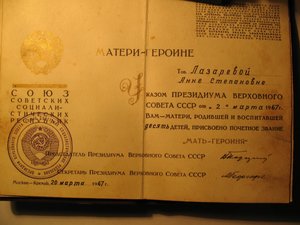 МАТЕРИ-ГЕРОИНЕ
Тов. Лазаревой
Анне Степановне
СОЮЗ
СОВЕТСКИХ
СОЦИАЛИ-
СТИЧЕСКИХ
РЕСПУБЛИК
Указом ПРЕЗИДИУМА ВЕРХОВНОГО
СОВЕТА СССР от „2" марта 1967 г.
ВАМ—МАТЕРИ, РОДИВШЕЙ И ВОСПИТАВШЕЙ
десять ДЕТЕЙ, ПРИСВОЕНО ПОЧЕТНОЕ ЗВАНИЕ
"МАТЬ-ГЕРОИНЯ"
Председатель Президиума Верховного Совета СССР
Секретарь Президиума Верховного Совета СССР
Москва—Кремль, 20 марта 1967 г.